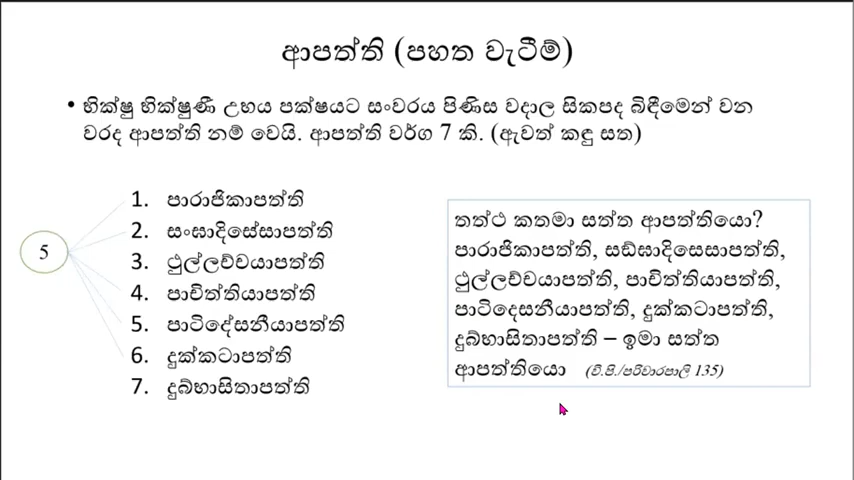 ආපත්ති (පහත වැටීම්)
• භික්ෂු භික්ෂුණී උභය පක්ෂයට සංවරය පිණිස වදාල සිකපද බිඳීමෙන් වන
වරද ආපත්ති නම් වෙයි. ආපත්ති වර්ග 7 කි. (ඇවත් කඳු සත)
5
1. පාරාජිකාපත්ති
2. සංඝාදිසේසාපත්ති
3. ථුල්ලච්චයාපත්ති
4. පාචිත්තියාපත්ති
5. පාටිදේසනීයාපත්ති
6. දුක්කටාපත්ති
7. දුබ්භාසිතාපත්ති
තත්ථ කතමා සත්ත ආපත්තියො?
පාරාජිකාපත්ති, සඞ්ඝාදිසෙසාපත්ති,
ථුල්ලච්චයාපත්ති, පාචිත්තියාපත්ති,
පාටිදෙසනීයාපත්ති, දුක්කටාපත්ති,
දුබ්භාසිතාපත්ති – ඉමා සත්ත
ආපත්තියො (වි.පි./පරිවාරපාලි 135)